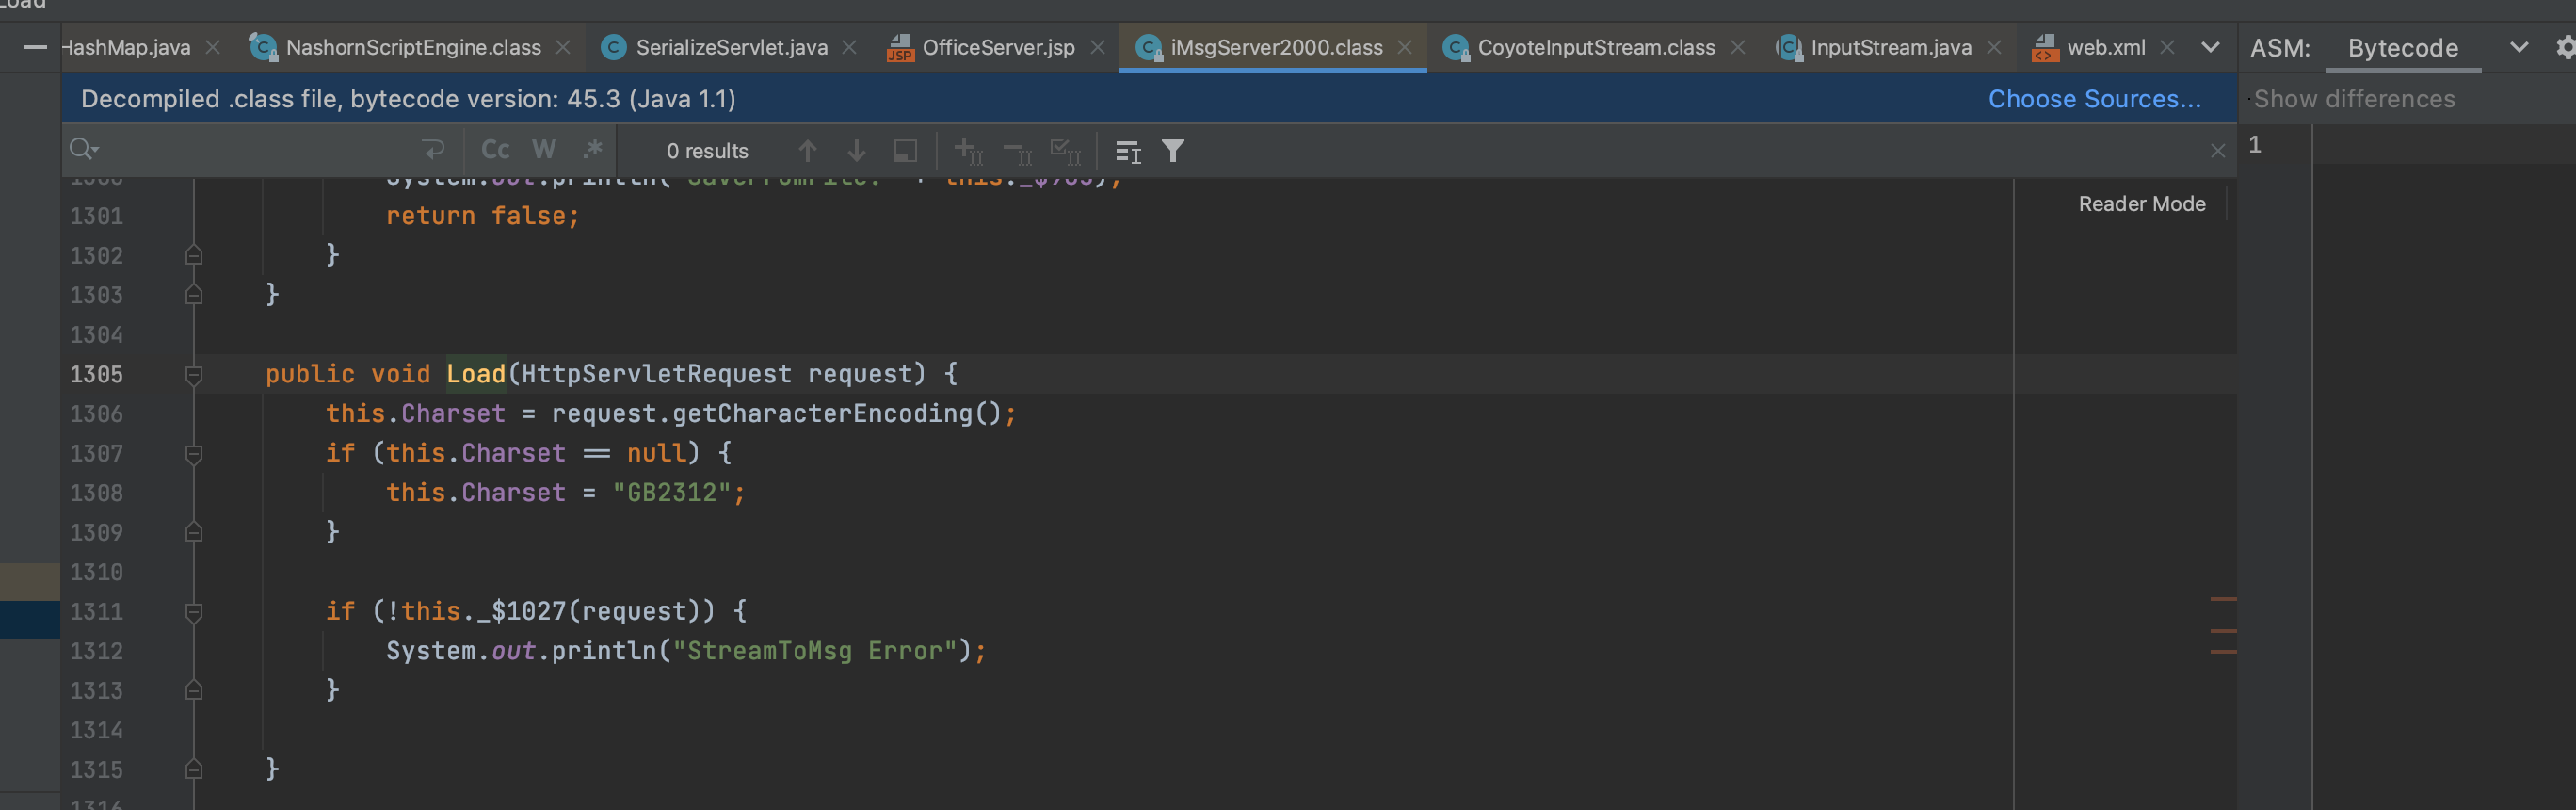 Load
HashMap.java NashornScriptEngine.class SerializeServlet.java OfficeServer.jsp iMsgServer2000.class CoyoteInputStream.class InputStream.java web.xml ASM: Bytecode
Decompiled .class file, bytecode version: 45.3 (Java 1.1) Choose Sources... Show differences
Cc W .* 0 results 1
Reader Mode
1301 return false;
1302 }
1303 }
1304
1305 public void Load(HttpServletRequest request) {
1306 this.Charset = request.getCharacterEncoding();
1307 if (this.Charset == null) {
1308 this.Charset = "GB2312";
1309 }
1310
1311 if (!this._$1027(request)) {
1312 System.out.println("StreamToMsg Error");
1313 }
1314
1315 }
1316